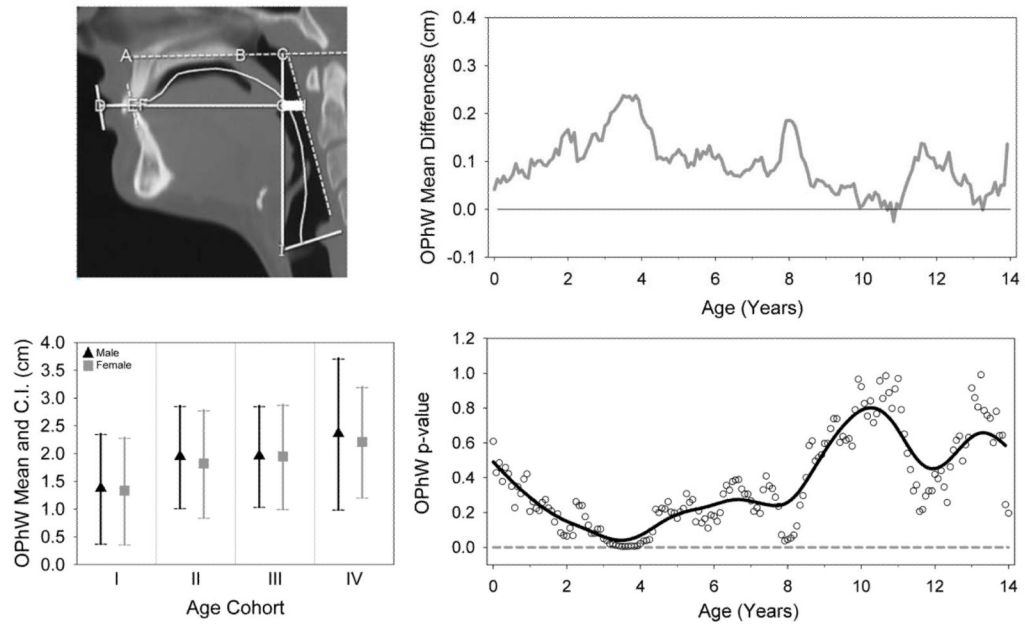 A B C
D EF G H
I
OPhW Mean Differences (cm)
0.4
0.3
0.2
0.1
0.0
-0.1
0 2 4 6 8 10 12 14
Age (Years)
OPhW Mean and C.I. (cm)
4.0
3.5
3.0
2.5
2.0
1.5
1.0
0.5
0.0
Male
Female
I II III IV
Age Cohort
OPhW p-value
1.2
1.0
0.8
0.6
0.4
0.2
0.0
0 2 4 6 8 10 12 14
Age (Years)